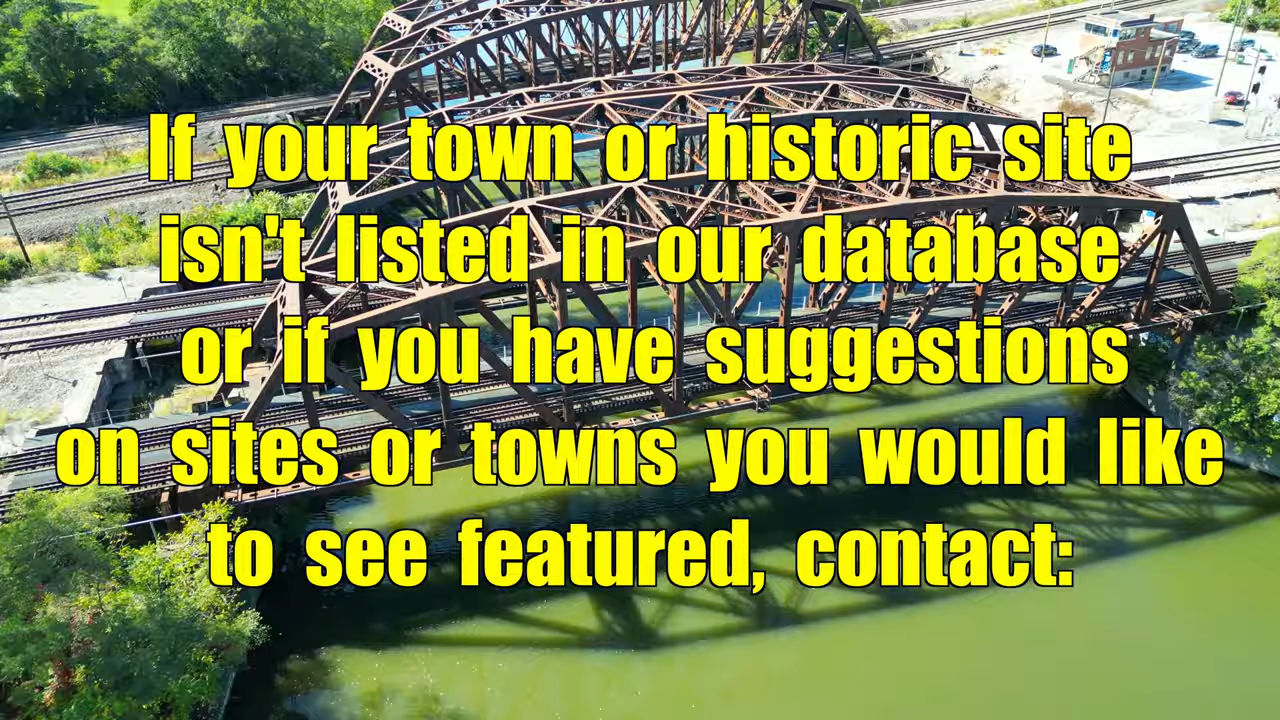 If your town or historic site
isn't listed in our database
or if you have suggestions
on sites or towns you would like
to see featured, contact: